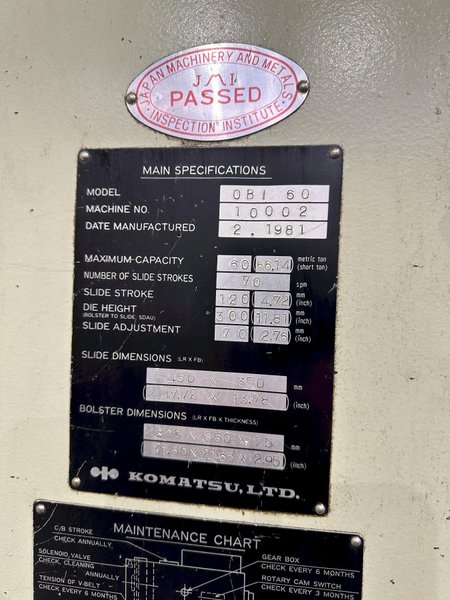 JAPAN MACHINERY AND METALS
JMI
PASSED
INSPECTION INSTITUTE
MAIN SPECIFICATIONS
MODEL OBI 60
MACHINE NO. 10002
DATE MANUFACTURED 2. 1981
MAXIMUM-CAPACITY 60 (66.14) metric ton (short ton)
NUMBER OF SLIDE STROKES 70 spm
SLIDE STROKE 120 (4.72) mm (inch)
DIE HEIGHT 300 (11.81) mm (inch)
(BOLSTER TO SLIDE, SDAU)
SLIDE ADJUSTMENT 70 (2.76) mm (inch)
SLIDE DIMENSIONS (LR X FB)
450 X 350 mm
(17.72 X 13.58) (inch)
BOLSTER DIMENSIONS (LR X FB X THICKNESS)
800 X 550 X 75 mm
(31.50 X 21.65 X 2.95) (inch)
KOMATSU, LTD.
MAINTENANCE CHART
C/B STROKE
CHECK ANNUALLY
SOLENOID VALVE
CHECK, CLEANING
ANNUALLY
TENSION OF V-BELT
CHECK EVERY 6 MONTHS
GEAR BOX
CHECK EVERY 6 MONTHS
ROTARY CAM SWITCH
CHECK EVERY 3 MONTHS